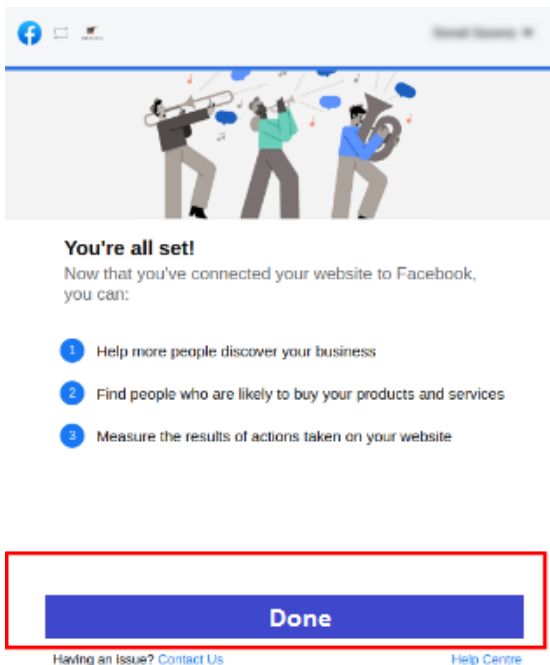 You're all set!
Now that you've connected your website to Facebook,
you can:
1 Help more people discover your business
2 Find people who are likely to buy your products and services
3 Measure the results of actions taken on your website
Done
Having an issue? Contact Us Help Centre